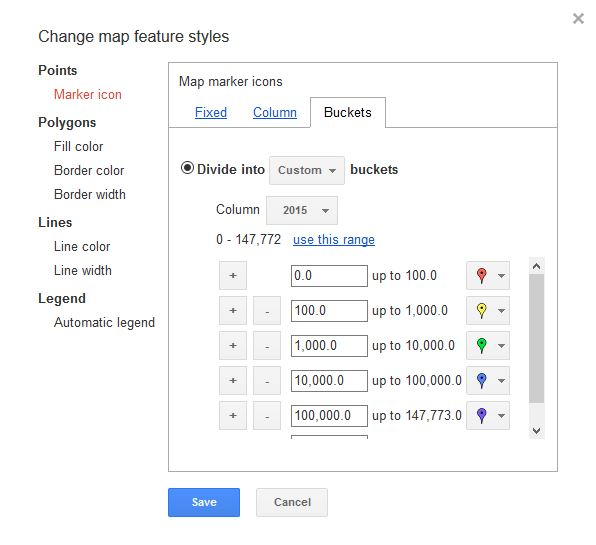 Change map feature styles
Points
Marker icon
Polygons
Fill color
Border color
Border width
Lines
Line color
Line width
Legend
Automatic legend
Map marker icons
Fixed Column Buckets
Divide into Custom buckets
Column 2015
0 - 147,772 use this range
+ 0.0 up to 100.0
+ - 100.0 up to 1,000.0
+ - 1,000.0 up to 10,000.0
+ - 10,000.0 up to 100,000.0
+ - 100,000.0 up to 147,773.0
Save Cancel